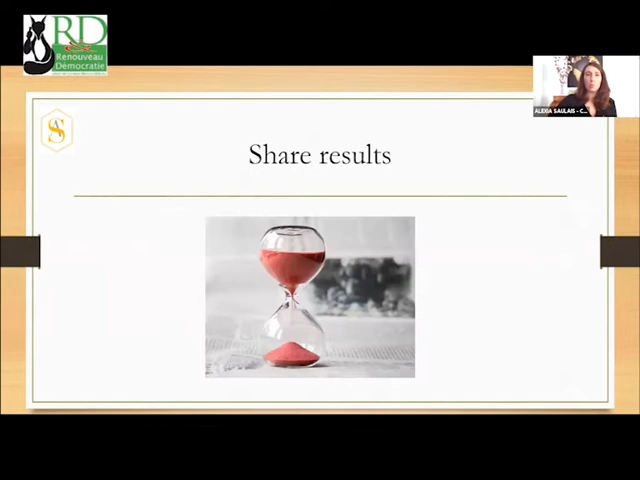 RD
Renouveau
Démocratie
ALEXIA SAULAIS - C...
S
Share results